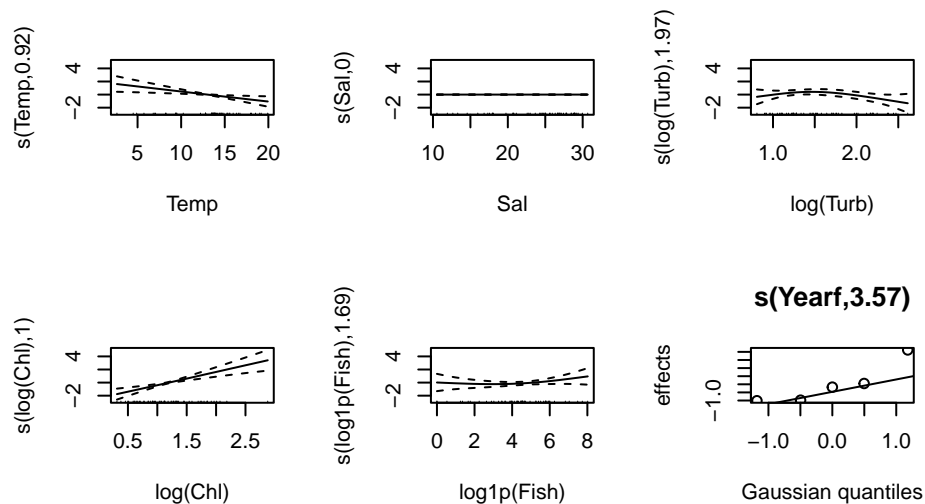 s(Temp,0.92)
4
−2
5 10 15 20
Temp
s(Sal,0)
4
−2
10 20 30
Sal
s(log(Turb),1.97)
4
−2
1.0 2.0
log(Turb)
s(log(Chl),1)
4
−2
0.5 1.5 2.5
log(Chl)
s(log1p(Fish),1.69)
4
−2
0 2 4 6 8
log1p(Fish)
s(Yearf,3.57)
effects
−1.0
−1.0 0.0 1.0
Gaussian quantiles